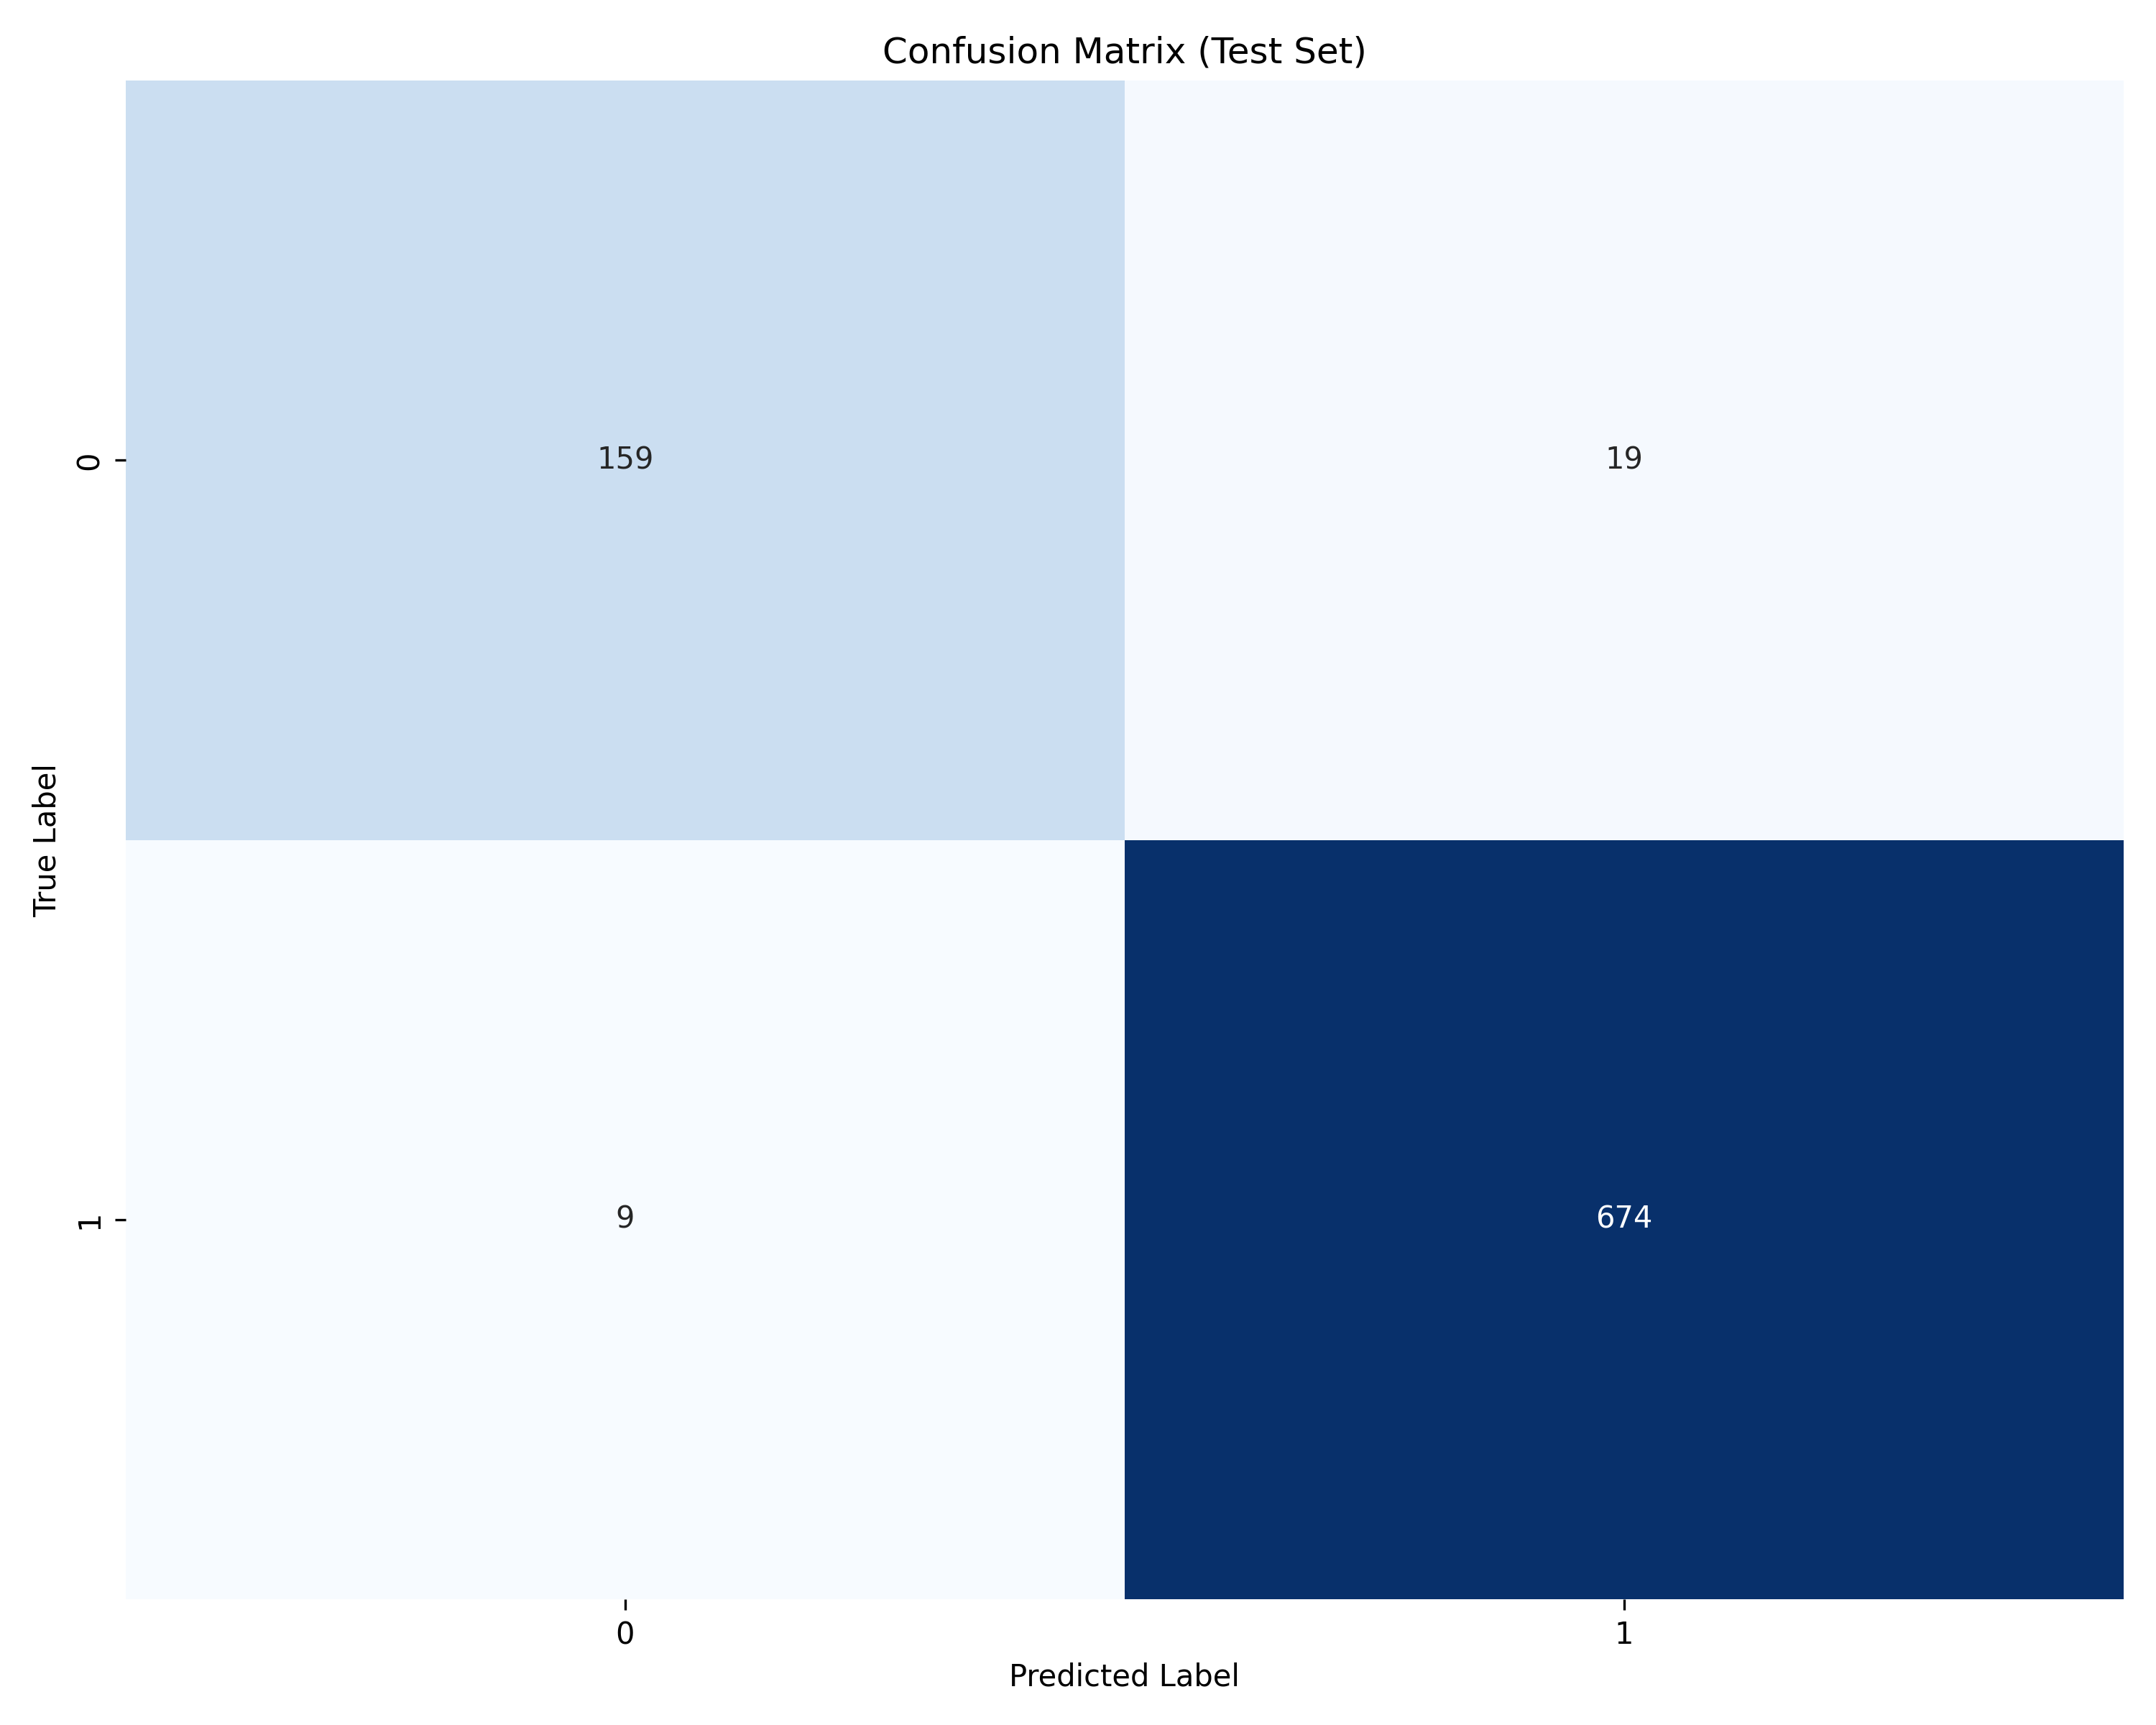 Confusion Matrix (Test Set)
True Label
0
159
19
1
9
674
0
1
Predicted Label